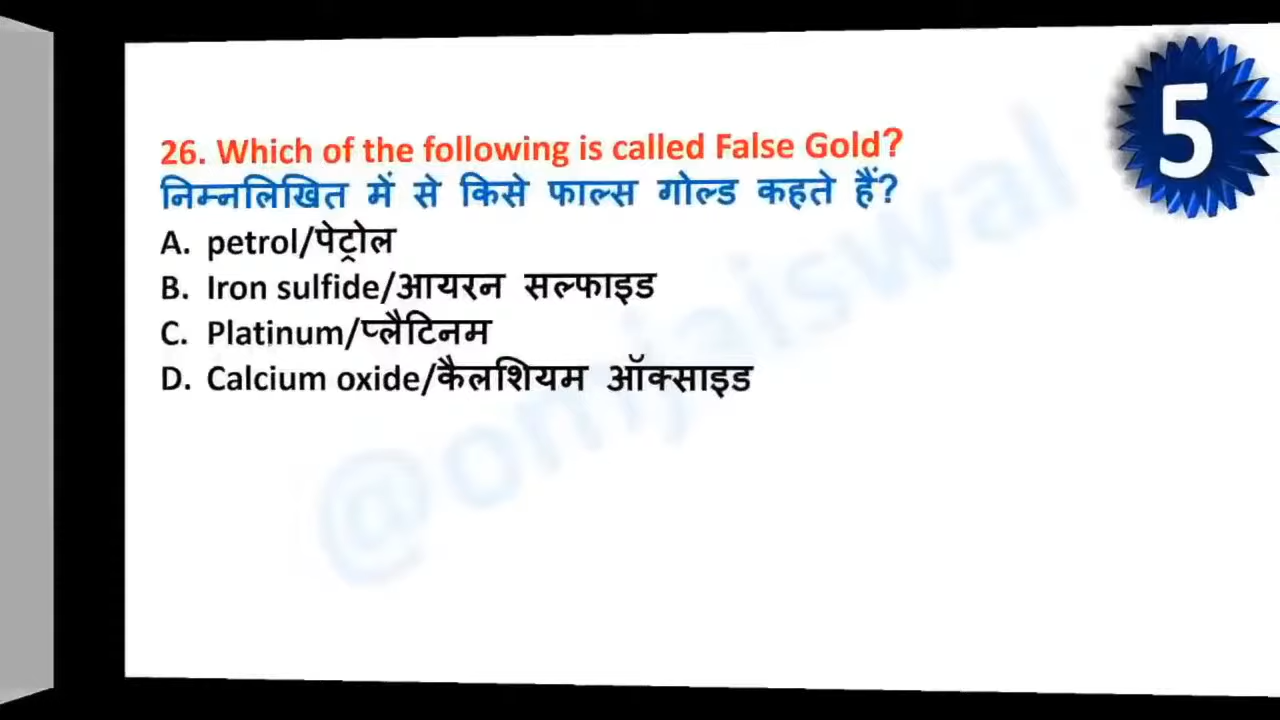 5
26. Which of the following is called False Gold?
निम्नलिखित में से किसे फाल्स गोल्ड कहते हैं?
A. petrol/पेट्रोल
B. Iron sulfide/आयरन सल्फाइड
C. Platinum/प्लैटिनम
D. Calcium oxide/कैलशियम ऑक्साइड
@omjaiswal